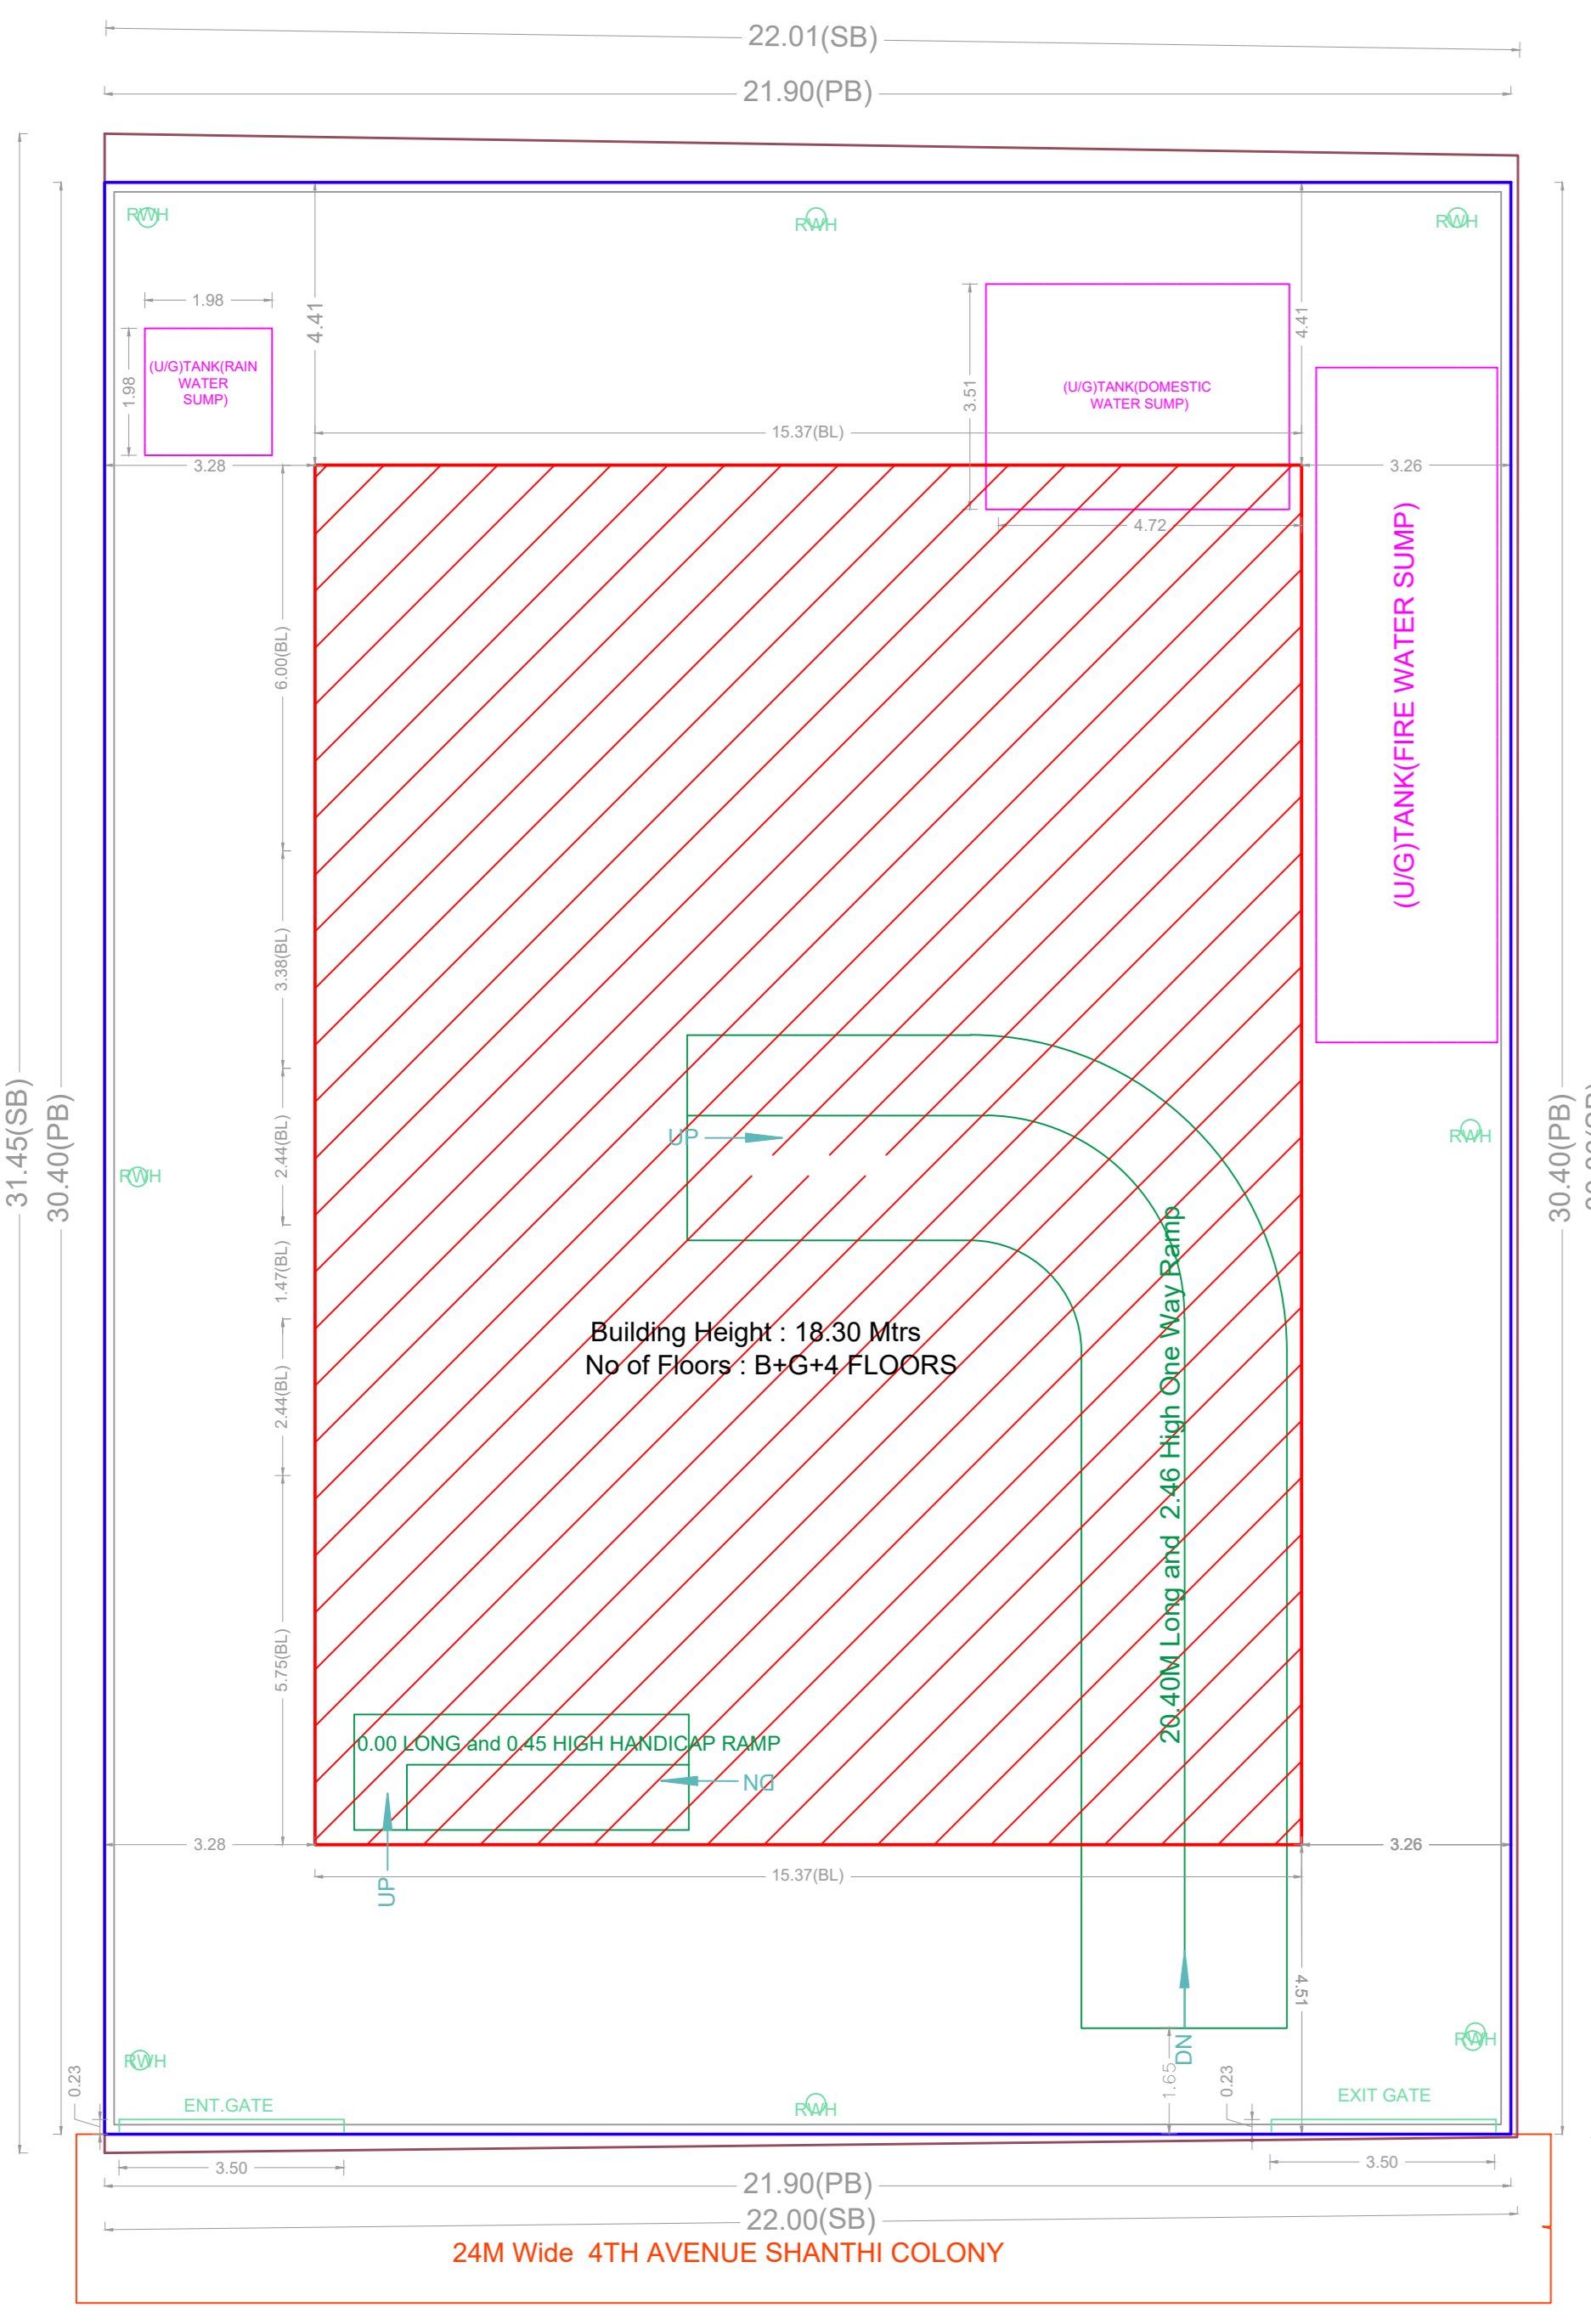 22.01(SB)
21.90(PB)
RWH
RWH
RWH
1.98
1.98
(U/G)TANK(RAIN
WATER
SUMP)
4.41
4.41
3.51
(U/G)TANK(DOMESTIC
WATER SUMP)
15.37(BL)
3.28
3.26
4.72
(U/G)TANK(FIRE WATER SUMP)
6.00(BL)
3.38(BL)
2.44(BL)
1.47(BL)
2.44(BL)
5.75(BL)
31.45(SB)
30.40(PB)
30.40(PB)
RWH
RWH
UP
20.40M Long and 2.46 High One Way Ramp
Building Height : 18.30 Mtrs
No of Floors : B+G+4 FLOORS
0.00 LONG and 0.45 HIGH HANDICAP RAMP
DN
UP
3.28
3.26
15.37(BL)
4.51
DN
1.65
RWH
RWH
RWH
0.23
0.23
ENT.GATE
EXIT GATE
3.50
3.50
21.90(PB)
22.00(SB)
24M Wide 4TH AVENUE SHANTHI COLONY